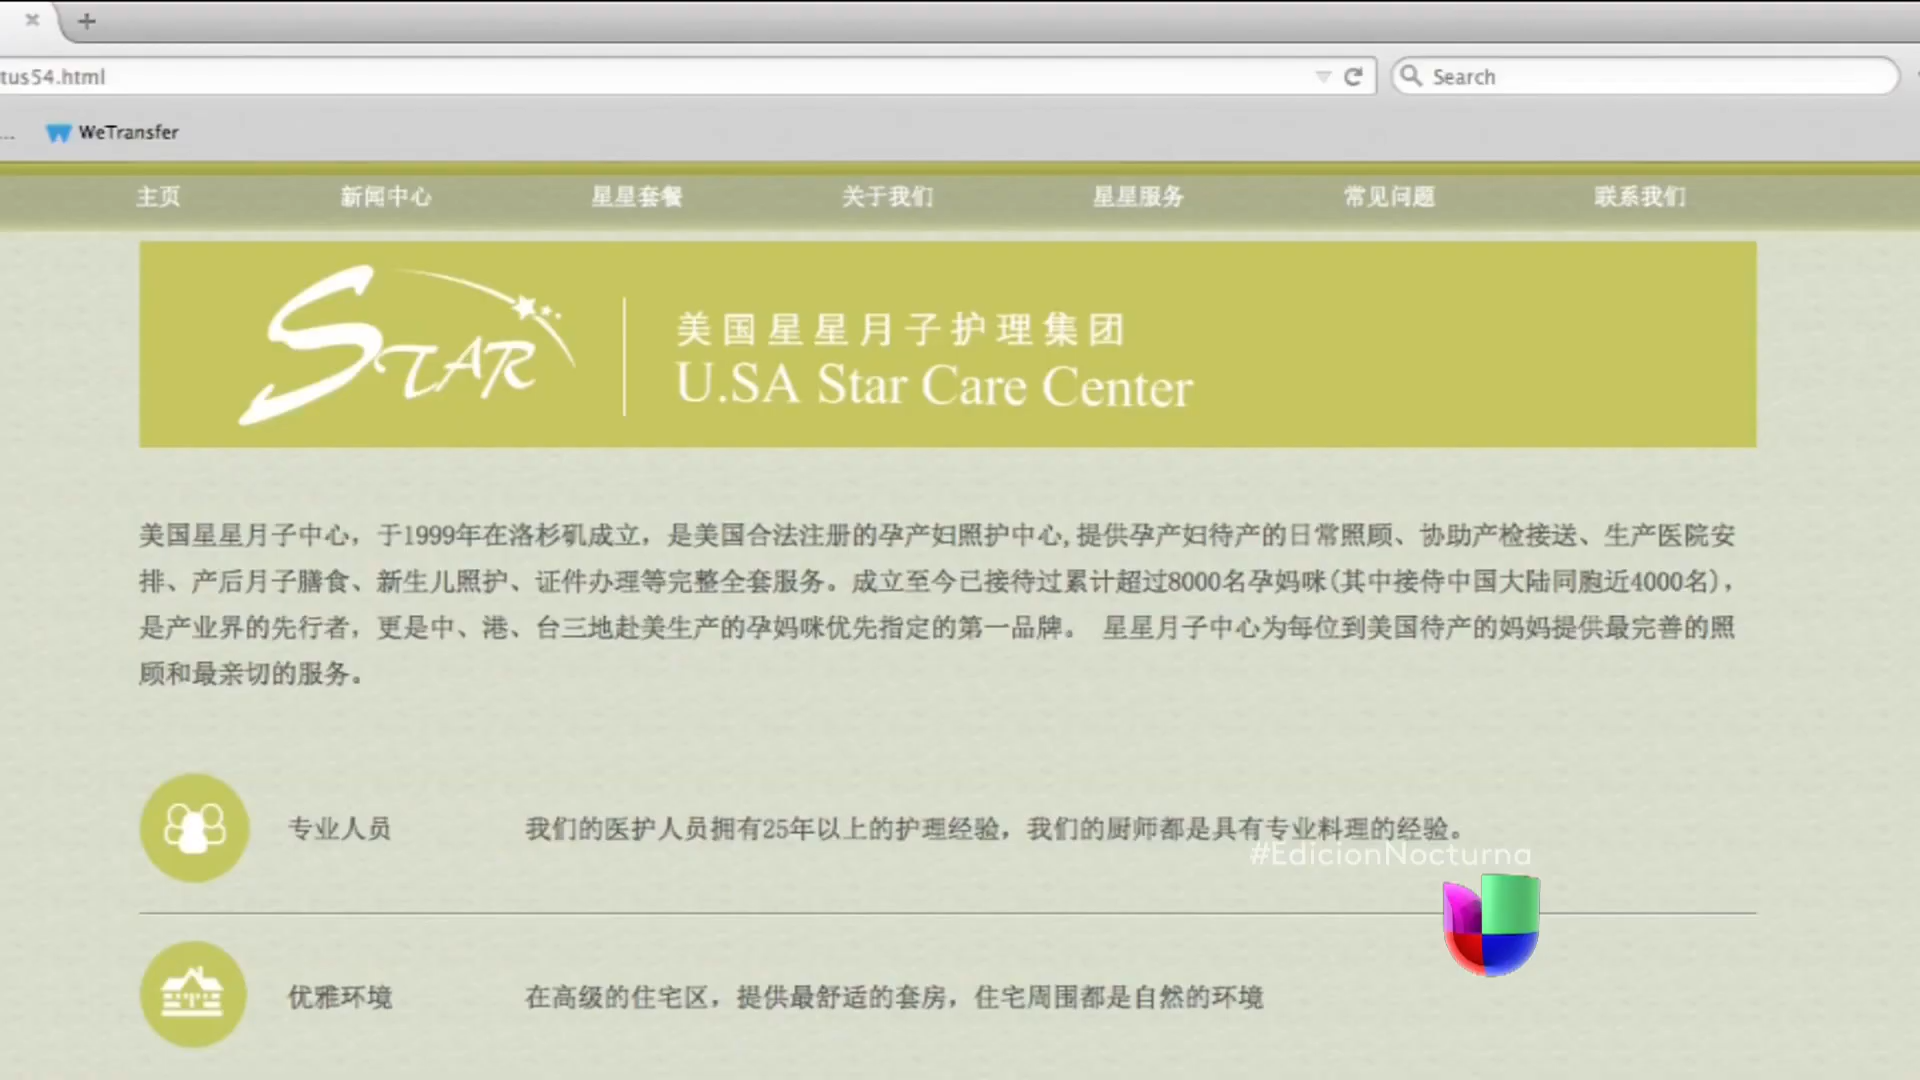 tus54.html
Search
...
WeTransfer
主页 新闻中心 星星套餐 关于我们 星星服务 常见问题 联系我们
STAR
美国星星月子护理集团
U.SA Star Care Center
美国星星月子中心，于1999年在洛杉矶成立，是美国合法注册的孕产妇照护中心,提供孕产妇待产的日常照顾、协助产检接送、生产医院安
排、产后月子膳食、新生儿照护、证件办理等完整全套服务。成立至今已接待过累计超过8000名孕妈咪(其中接待中国大陆同胞近4000名)，
是产业界的先行者，更是中、港、台三地赴美生产的孕妈咪优先指定的第一品牌。 星星月子中心为每位到美国待产的妈妈提供最完善的照
顾和最亲切的服务。
专业人员 我们的医护人员拥有25年以上的护理经验，我们的厨师都是具有专业料理的经验。
#EdicionNocturna
优雅环境 在高级的住宅区，提供最舒适的套房，住宅周围都是自然的环境